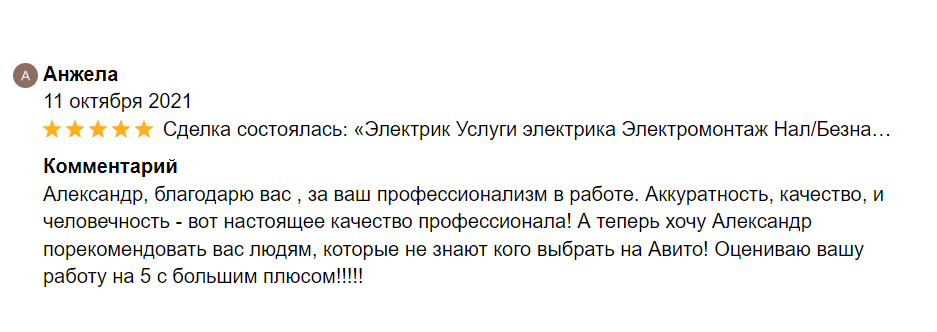 А
Анжела
11 октября 2021
Сделка состоялась: «Электрик Услуги электрика Электромонтаж Нал/Безна…
Комментарий
Александр, благодарю вас , за ваш профессионализм в работе. Аккуратность, качество, и
человечность - вот настоящее качество профессионала! А теперь хочу Александр
порекомендовать вас людям, которые не знают кого выбрать на Авито! Оцениваю вашу
работу на 5 с большим плюсом!!!!!